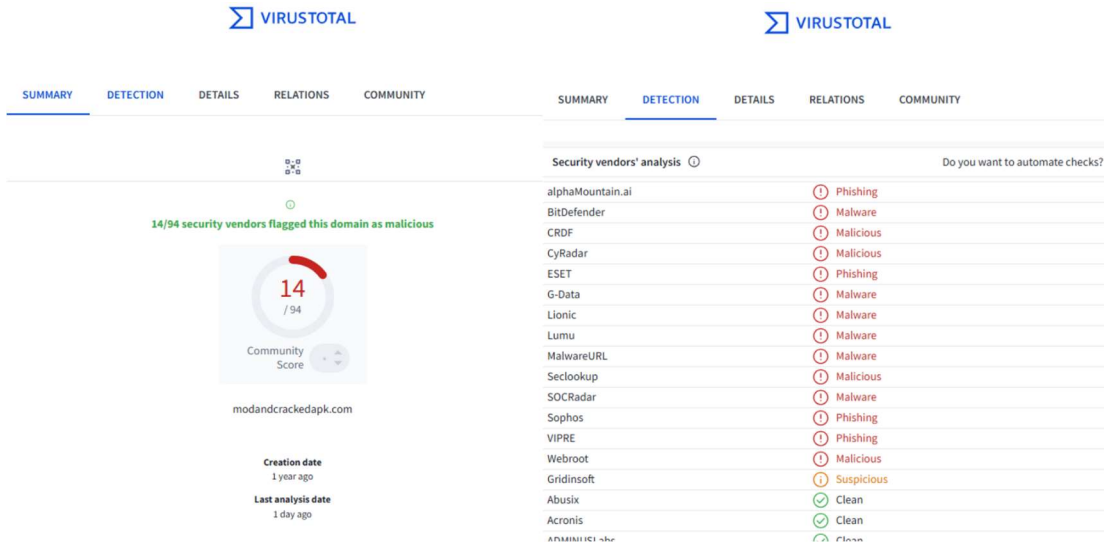 VIRUSTOTAL
SUMMARY DETECTION DETAILS RELATIONS COMMUNITY
14/94 security vendors flagged this domain as malicious
14
/ 94
Community
Score
modandcrackedapk.com
Creation date
1 year ago
Last analysis date
1 day ago
VIRUSTOTAL
SUMMARY DETECTION DETAILS RELATIONS COMMUNITY
Security vendors' analysis Do you want to automate checks?
alphaMountain.ai Phishing
BitDefender Malware
CRDF Malicious
CyRadar Malicious
ESET Phishing
G-Data Malware
Lionic Malware
Lumu Malware
MalwareURL Malware
Seclookup Malicious
SOCRadar Malware
Sophos Phishing
VIPRE Phishing
Webroot Malicious
Gridinsoft Suspicious
Abusix Clean
Acronis Clean
ADMINUSLabs Clean